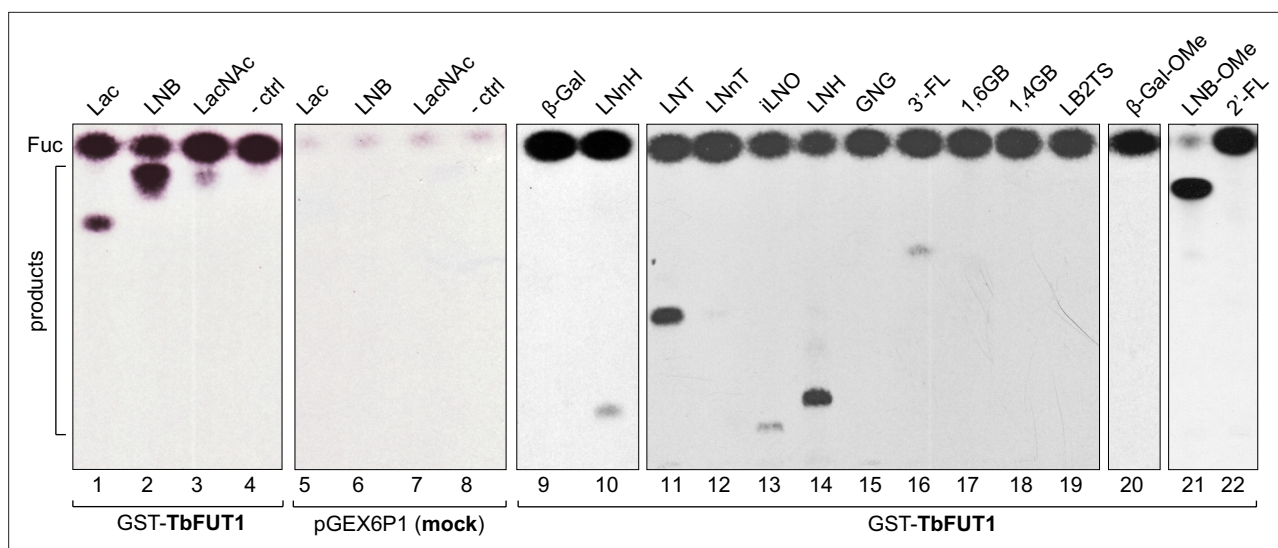 Lac LNB LacNAc - ctrl Lac LNB LacNAc - ctrl β-Gal LNnH LNT LNnT iLNO LNH GNG 3’-FL 1,6GB 1,4GB LB2TS β-Gal-OMe LNB-OMe 2’-FL
Fuc
products
1 2 3 4 5 6 7 8 9 10 11 12 13 14 15 16 17 18 19 20 21 22
GST-TbFUT1 pGEX6P1 (mock) GST-TbFUT1